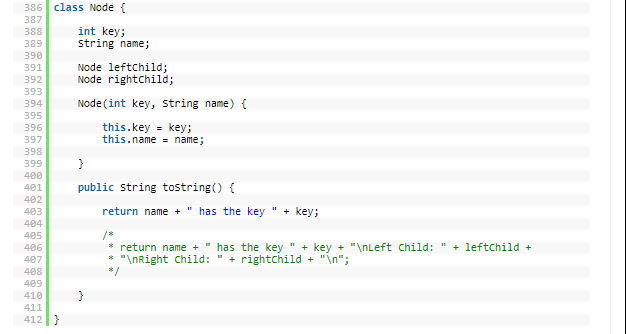 386 class Node {
387
388     int key;
389     String name;
390
391     Node leftChild;
392     Node rightChild;
393
394     Node(int key, String name) {
395
396         this.key = key;
397         this.name = name;
398
399     }
400
401     public String toString() {
402
403         return name + " has the key " + key;
404
405         /*
406          * return name + " has the key " + key + "\nLeft Child: " + leftChild +
407          * "\nRight Child: " + rightChild + "\n";
408          */
409
410     }
411
412 }